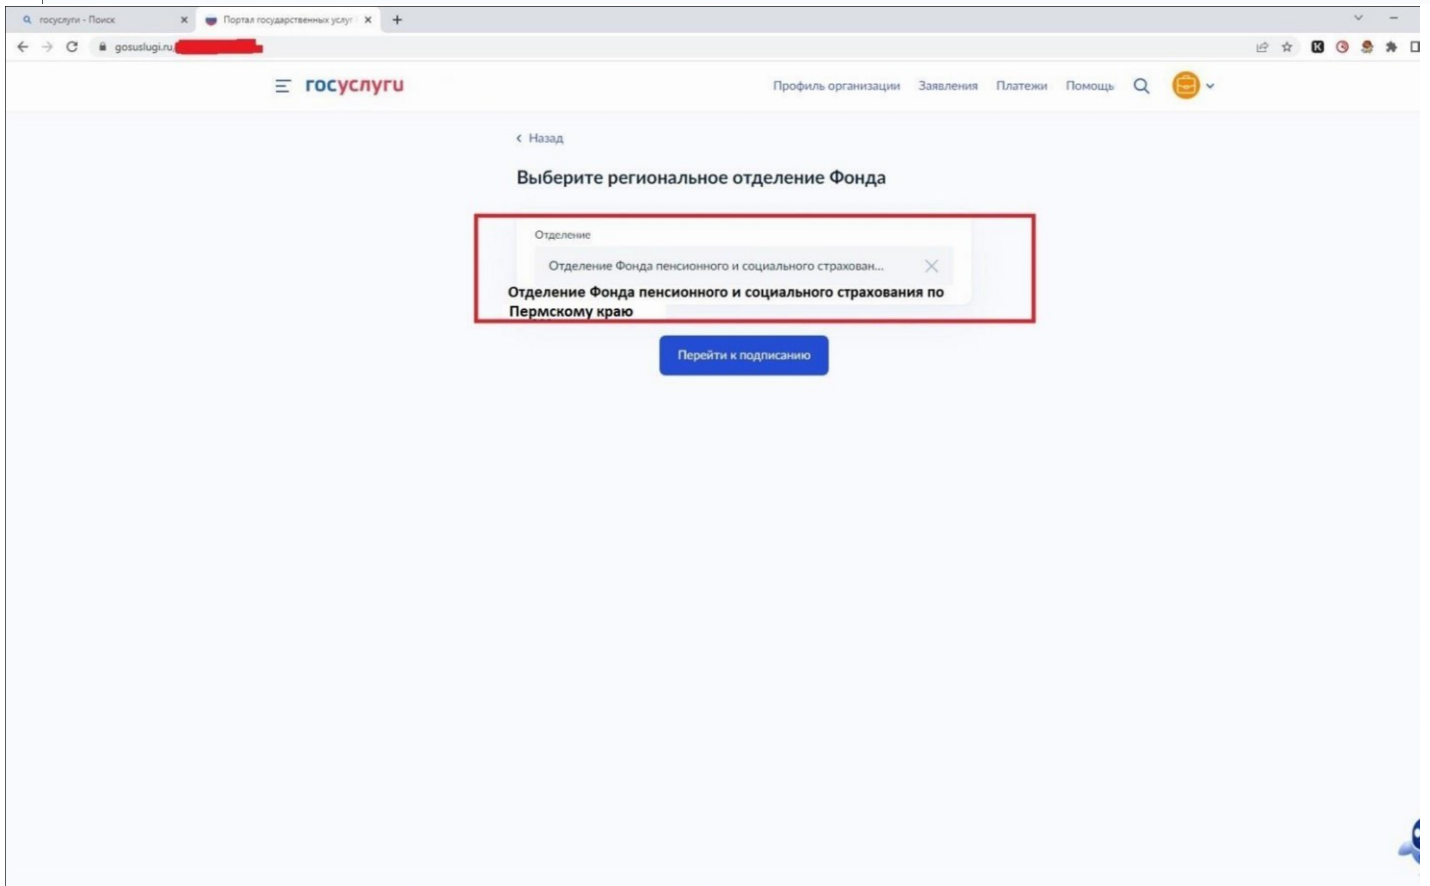 госуслуги - Поиск
Портал государственных услуг
gosuslugi.ru
госуслуги
Профиль организации Заявления Платежи Помощь
Назад
Выберите региональное отделение Фонда
Отделение
Отделение Фонда пенсионного и социального страхован...
Отделение Фонда пенсионного и социального страхования по
Пермскому краю
Перейти к подписанию